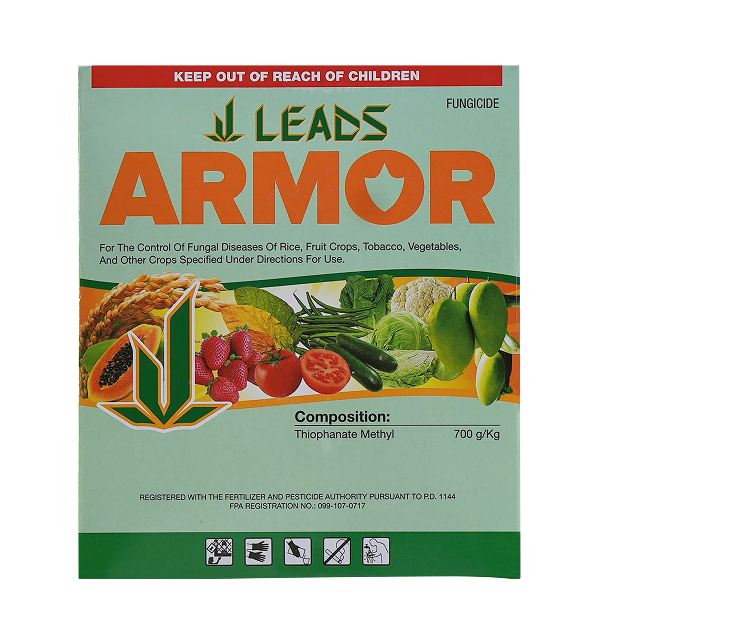 KEEP OUT OF REACH OF CHILDREN
FUNGICIDE
LEADS
ARMOR
For The Control Of Fungal Diseases Of Rice, Fruit Crops, Tobacco, Vegetables,
And Other Crops Specified Under Directions For Use.
Composition:
Thiophanate Methyl 700 g/Kg
REGISTERED WITH THE FERTILIZER AND PESTICIDE AUTHORITY PURSUANT TO P.D. 1144
FPA REGISTRATION NO.: 099-107-0717